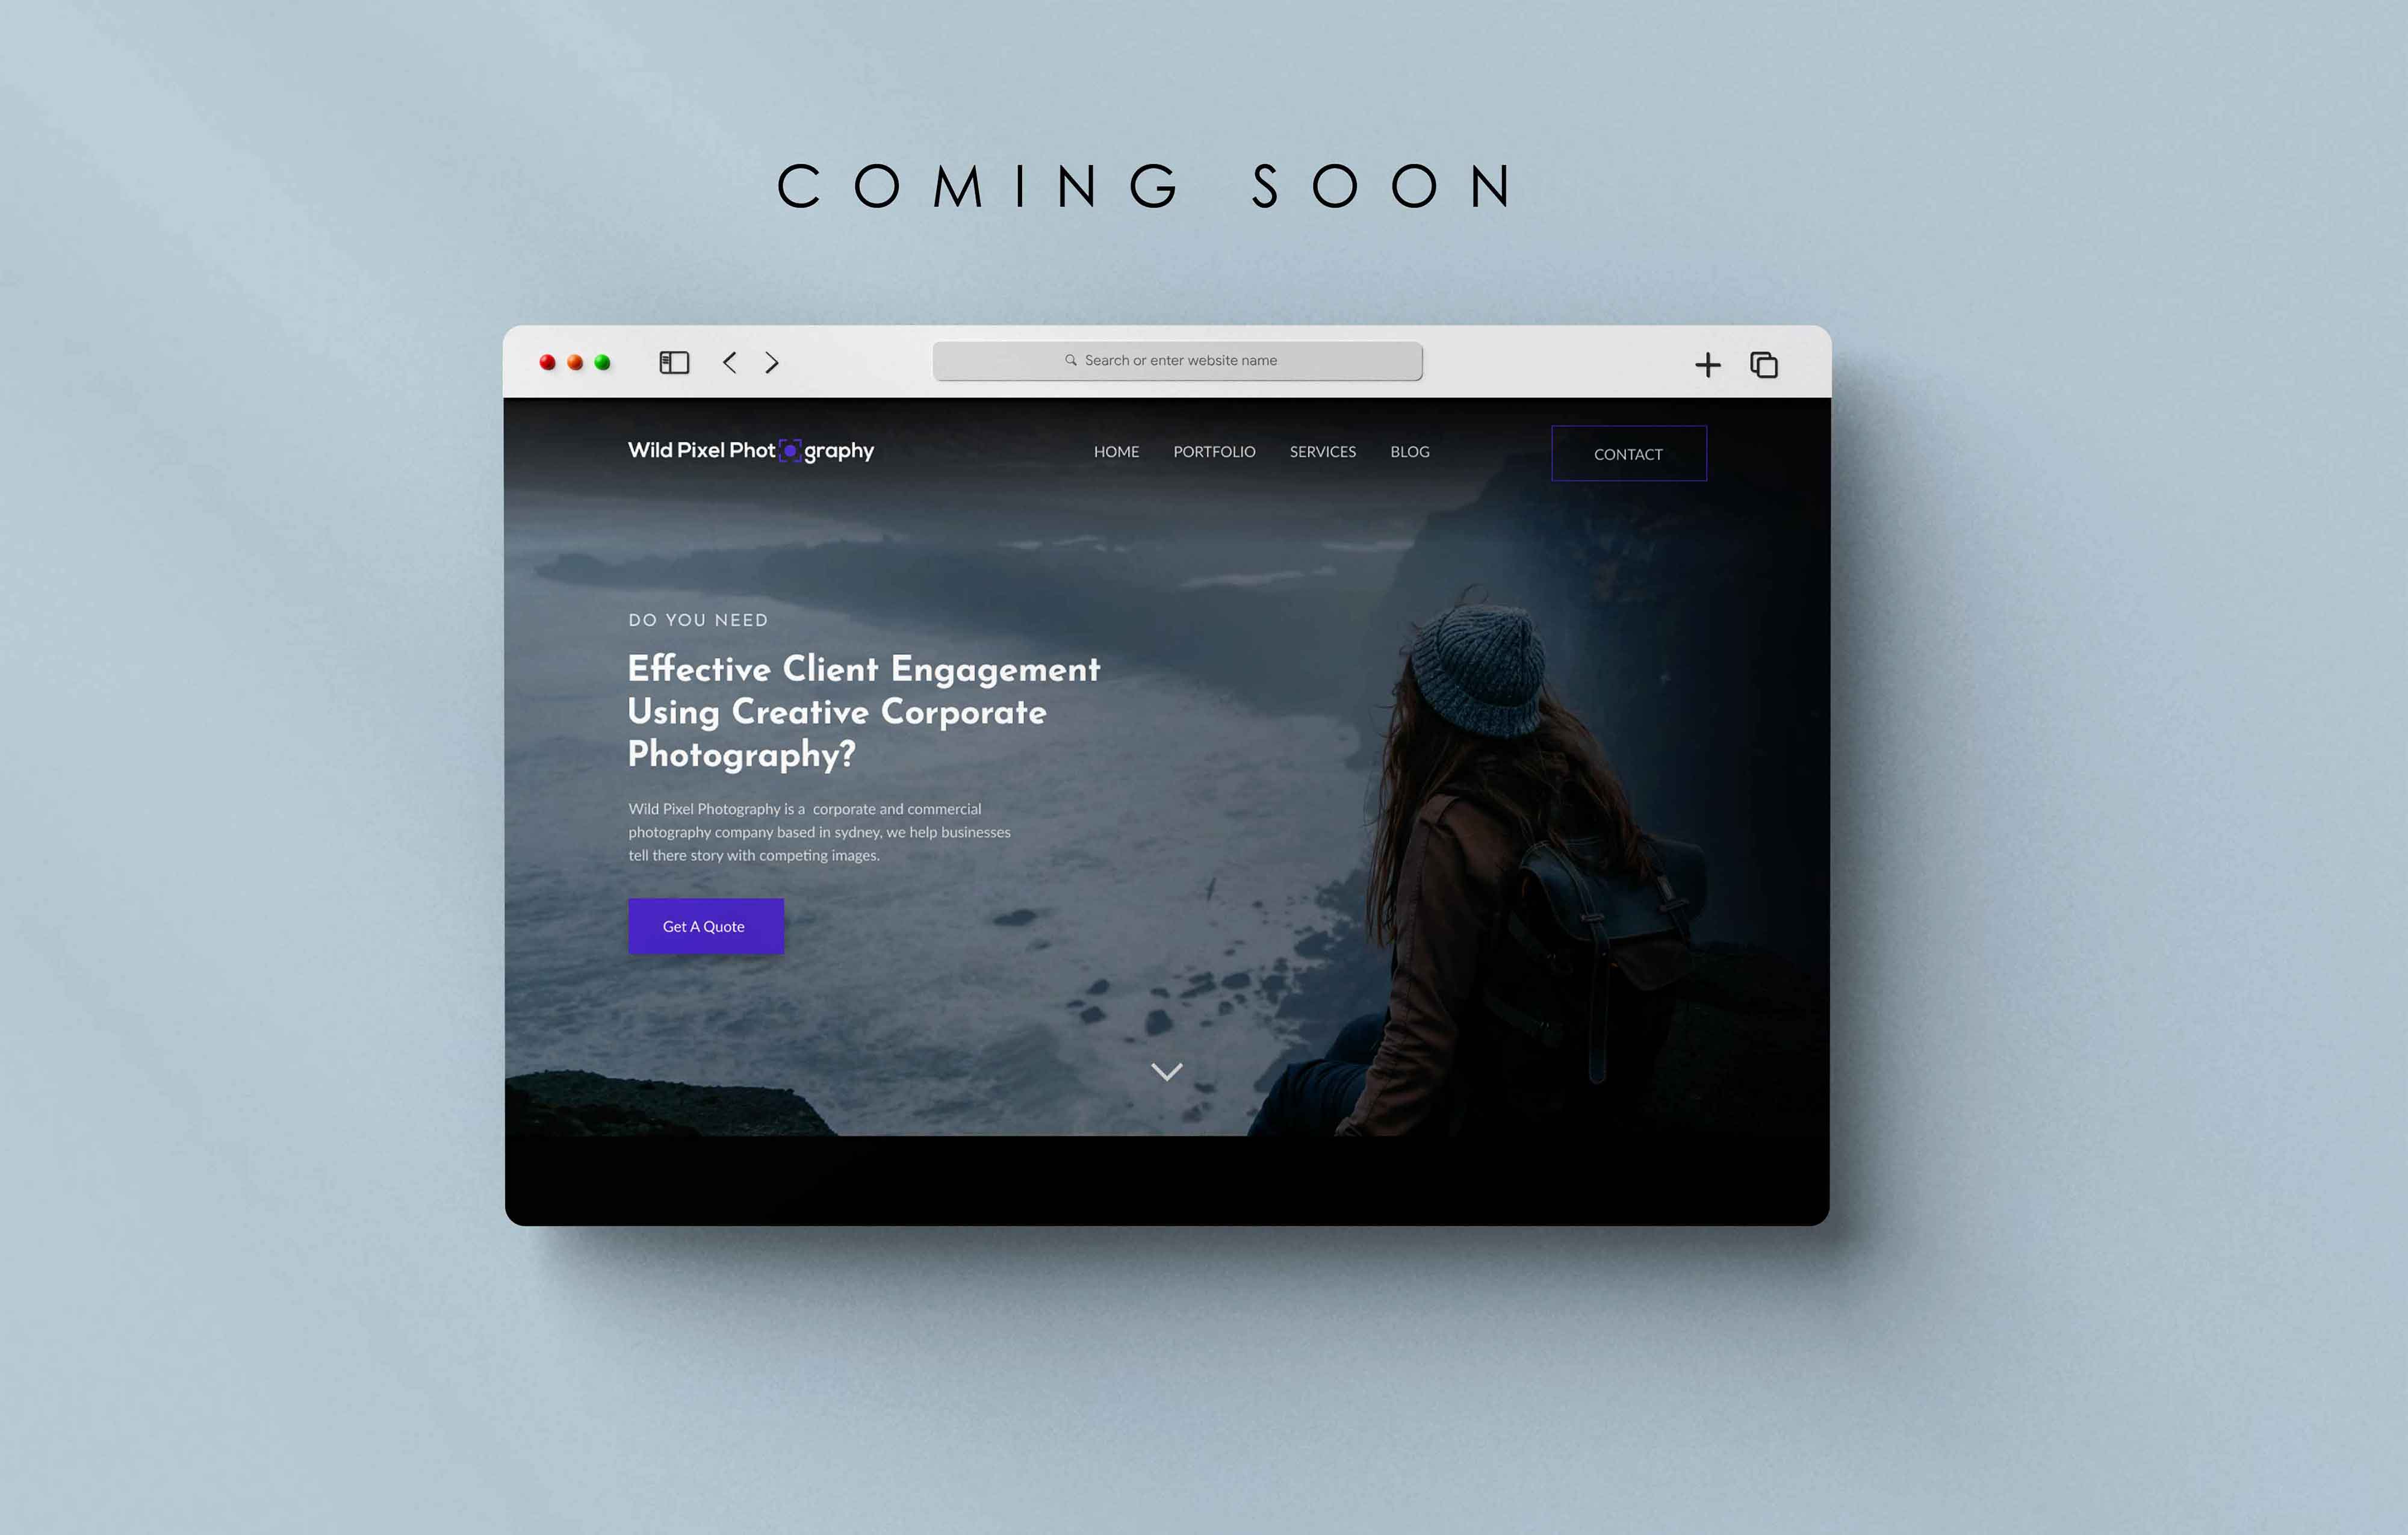 COMING SOON
Search or enter website name
Wild Pixel Photography
HOME PORTFOLIO SERVICES BLOG CONTACT
DO YOU NEED
Effective Client Engagement
Using Creative Corporate
Photography?
Wild Pixel Photography is a corporate and commercial
photography company based in sydney, we help businesses
tell there story with competing images.
Get A Quote